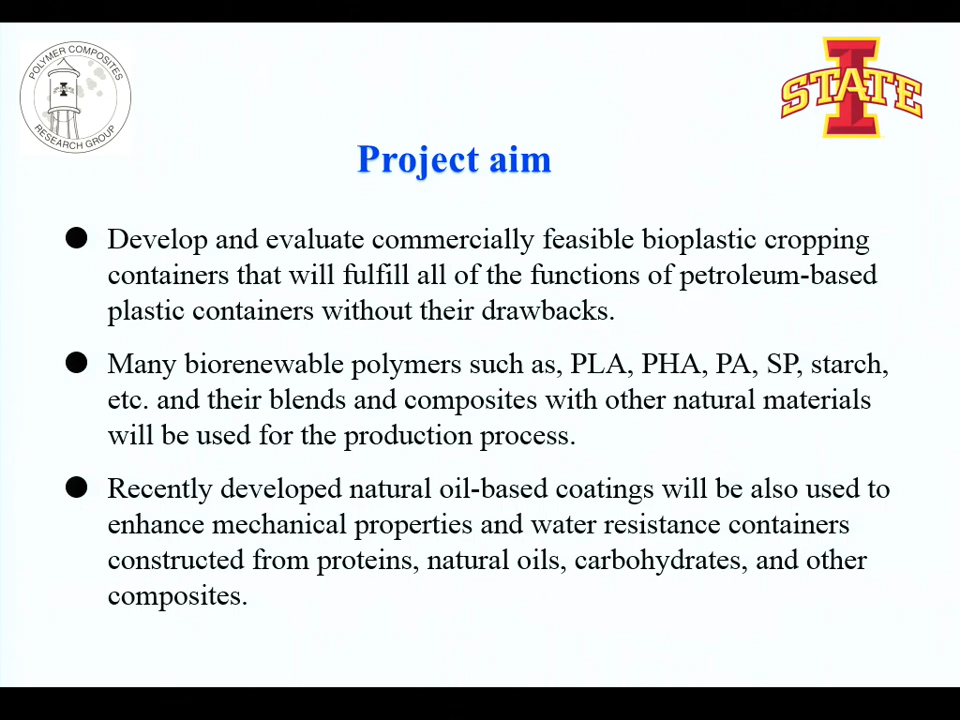 POLYMER COMPOSITES
RESEARCH GROUP
I
STATE
Project aim
Develop and evaluate commercially feasible bioplastic cropping
containers that will fulfill all of the functions of petroleum-based
plastic containers without their drawbacks.
Many biorenewable polymers such as, PLA, PHA, PA, SP, starch,
etc. and their blends and composites with other natural materials
will be used for the production process.
Recently developed natural oil-based coatings will be also used to
enhance mechanical properties and water resistance containers
constructed from proteins, natural oils, carbohydrates, and other
composites.